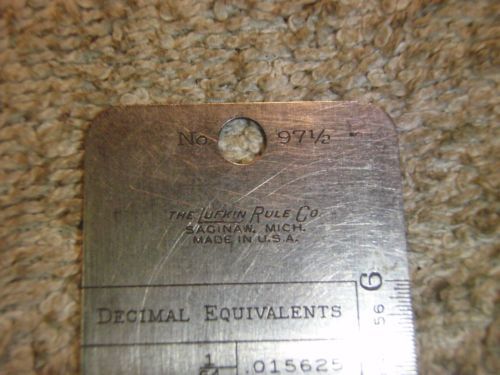 No. 97½
THE LUFKIN RULE CO.
SAGINAW, MICH.
MADE IN U.S.A.
DECIMAL EQUIVALENTS
6
56
1
.015625